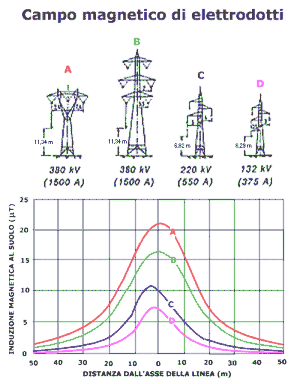 Campo magnetico di elettrodotti
A
B
C
D
11,34 m
11,34 m
6,82 m
6,29 m
380 kV
(1500 A)
380 kV
(1500 A)
220 kV
(550 A)
132 kV
(375 A)
INDUZIONE MAGNETICA AL SUOLO (µT)
25
20
15
10
5
0
A
B
C
D
50 40 30 20 10 0 10 20 30 40 50
DISTANZA DALL'ASSE DELLA LINEA (m)